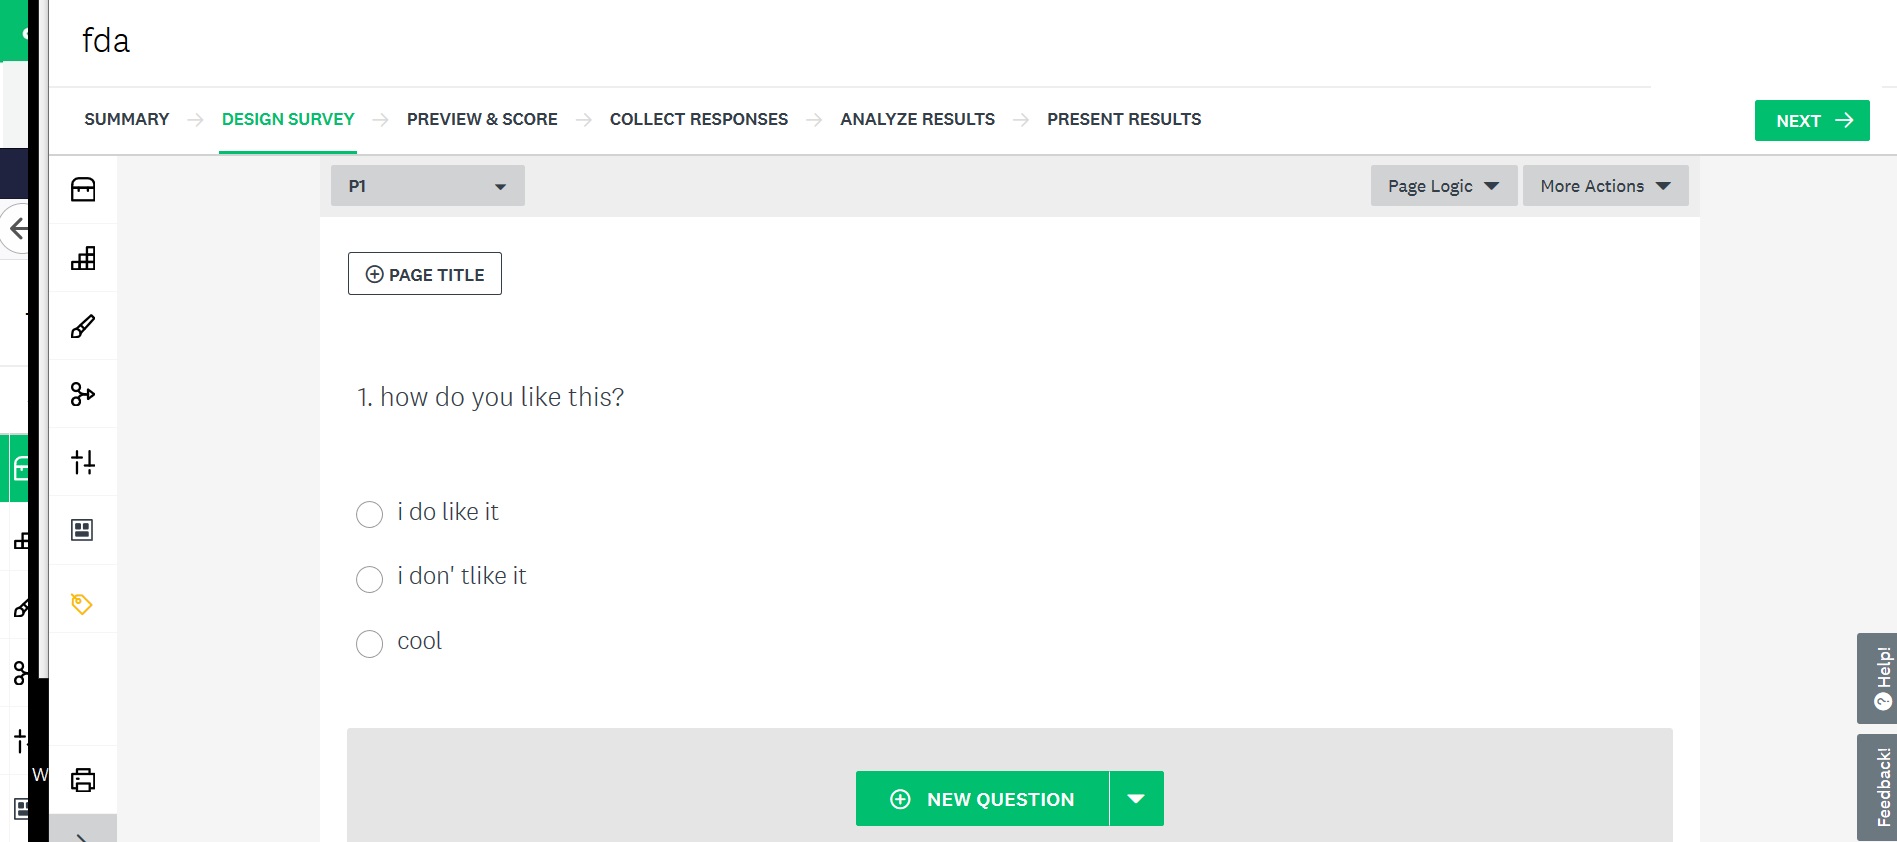 fda
SUMMARY
DESIGN SURVEY
PREVIEW & SCORE
COLLECT RESPONSES
ANALYZE RESULTS
PRESENT RESULTS
NEXT
P1
Page Logic
More Actions
PAGE TITLE
1. how do you like this?
i do like it
i don' tlike it
cool
NEW QUESTION
Help!
Feedback!
W